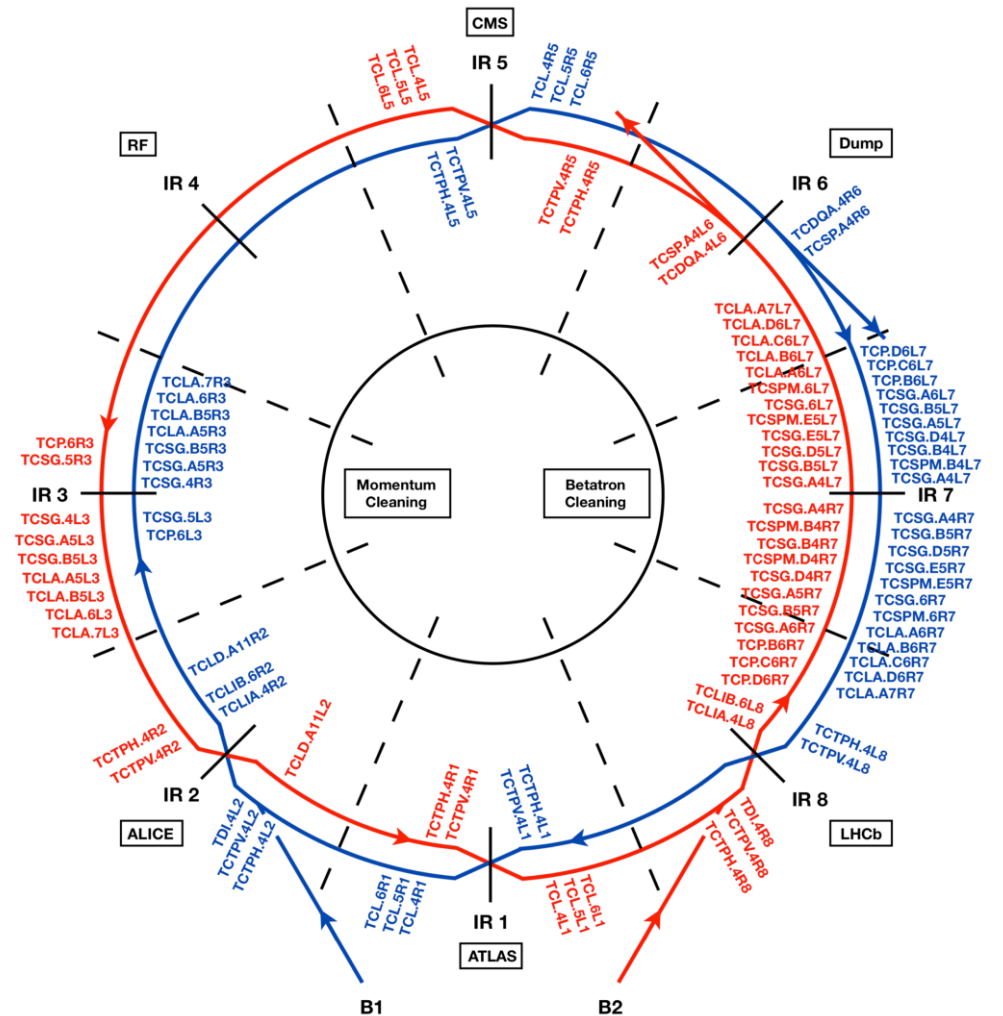 CMS
IR 5
TCL.4L5
TCL.5L5
TCL.6L5
TCL.4R5
TCL.5R5
TCL.6R5
RF
IR 4
TCTPV.4L5
TCTPH.4L5
TCTPV.4R5
TCTPH.4R5
Dump
IR 6
TCDQA.4R6
TCSP.A4R6
TCSP.A4L6
TCDQA.4L6
TCLA.A7L7
TCLA.D6L7
TCLA.C6L7
TCLA.B6L7
TCLA.A6L7
TCSPM.6L7
TCSG.6L7
TCSPM.E5L7
TCSG.E5L7
TCSG.D5L7
TCSG.B5L7
TCSG.A4L7
TCP.D6L7
TCP.C6L7
TCP.B6L7
TCSG.A6L7
TCSG.B5L7
TCSG.A5L7
TCSG.D4L7
TCSG.B4L7
TCSPM.B4L7
TCSG.A4L7
TCLA.7R3
TCLA.6R3
TCLA.B5R3
TCLA.A5R3
TCSG.B5R3
TCSG.A5R3
TCSG.4R3
TCP.6R3
TCSG.5R3
IR 3
Momentum
Cleaning
Betatron
Cleaning
IR 7
TCSG.4L3
TCSG.A5L3
TCSG.B5L3
TCLA.A5L3
TCLA.B5L3
TCLA.6L3
TCLA.7L3
TCSG.5L3
TCP.6L3
TCSG.A4R7
TCSPM.B4R7
TCSG.B4R7
TCSPM.D4R7
TCSG.D4R7
TCSG.A5R7
TCSG.B5R7
TCSG.A6R7
TCP.B6R7
TCP.C6R7
TCP.D6R7
TCSG.A4R7
TCSG.B5R7
TCSG.D5R7
TCSG.E5R7
TCSPM.E5R7
TCSG.6R7
TCSPM.6R7
TCLA.A6R7
TCLA.B6R7
TCLA.C6R7
TCLA.D6R7
TCLA.A7R7
TCLD.A11R2
TCLIB.6R2
TCLIA.4R2
TCLD.A11L2
TCLIB.6L8
TCLIA.4L8
TCTPH.4R2
TCTPV.4R2
TCTPH.4L8
TCTPV.4L8
IR 2
ALICE
TDI.4L2
TCTPV.4L2
TCTPH.4L2
TCTPH.4R1
TCTPV.4R1
TCTPH.4L1
TCTPV.4L1
TDI.4R8
TCTPV.4R8
TCTPH.4R8
IR 8
LHCb
TCL.6R1
TCL.5R1
TCL.4R1
TCL.6L1
TCL.5L1
TCL.4L1
IR 1
ATLAS
B1
B2